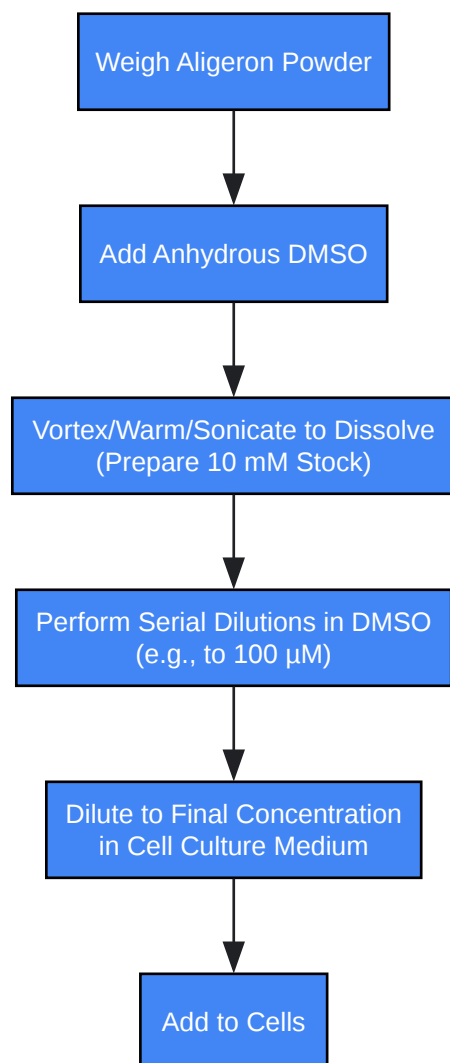 Weigh Aligeron Powder
Add Anhydrous DMSO
Vortex/Warm/Sonicate to Dissolve
(Prepare 10 mM Stock)
Perform Serial Dilutions in DMSO
(e.g., to 100 µM)
Dilute to Final Concentration
in Cell Culture Medium
Add to Cells